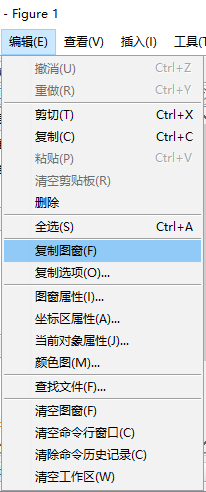 - Figure 1
编辑(E) 查看(V) 插入(I) 工具(T
撤消(U) Ctrl+Z
重做(R) Ctrl+Y
剪切(T) Ctrl+X
复制(C) Ctrl+C
粘贴(P) Ctrl+V
清空剪贴板(R)
删除
全选(S) Ctrl+A
复制图窗(F)
复制选项(O)...
图窗属性(I)...
坐标区属性(A)...
当前对象属性(J)...
颜色图(M)...
查找文件(F)...
清空图窗(F)
清空命令行窗口(C)
清除命令历史记录(C)
清空工作区(W)